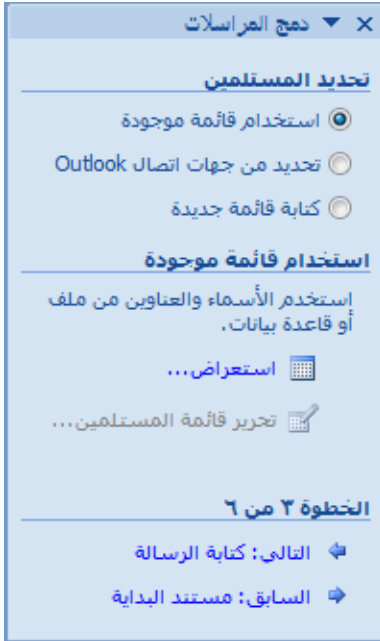 دمج المراسلات
تحديد المستلمين
استخدام قائمة موجودة
تحديد من جهات اتصال Outlook
كتابة قائمة جديدة
استخدام قائمة موجودة
استخدم الأسماء والعناوين من ملف
أو قاعدة بيانات.
استعراض...
تحرير قائمة المستلمين...
الخطوة ٣ من ٦
التالي: كتابة الرسالة
السابق: مستند البداية